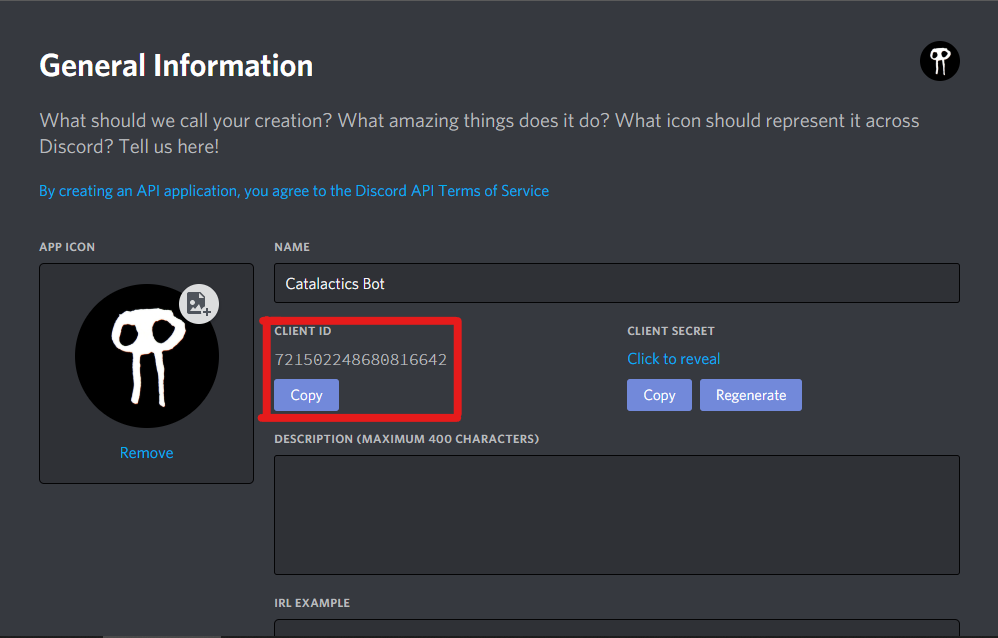 General Information
What should we call your creation? What amazing things does it do? What icon should represent it across
Discord? Tell us here!
By creating an API application, you agree to the Discord API Terms of Service
APP ICON
Remove
NAME
Catalactics Bot
CLIENT ID
721502248680816642
Copy
CLIENT SECRET
Click to reveal
Copy
Regenerate
DESCRIPTION (MAXIMUM 400 CHARACTERS)
IRL EXAMPLE